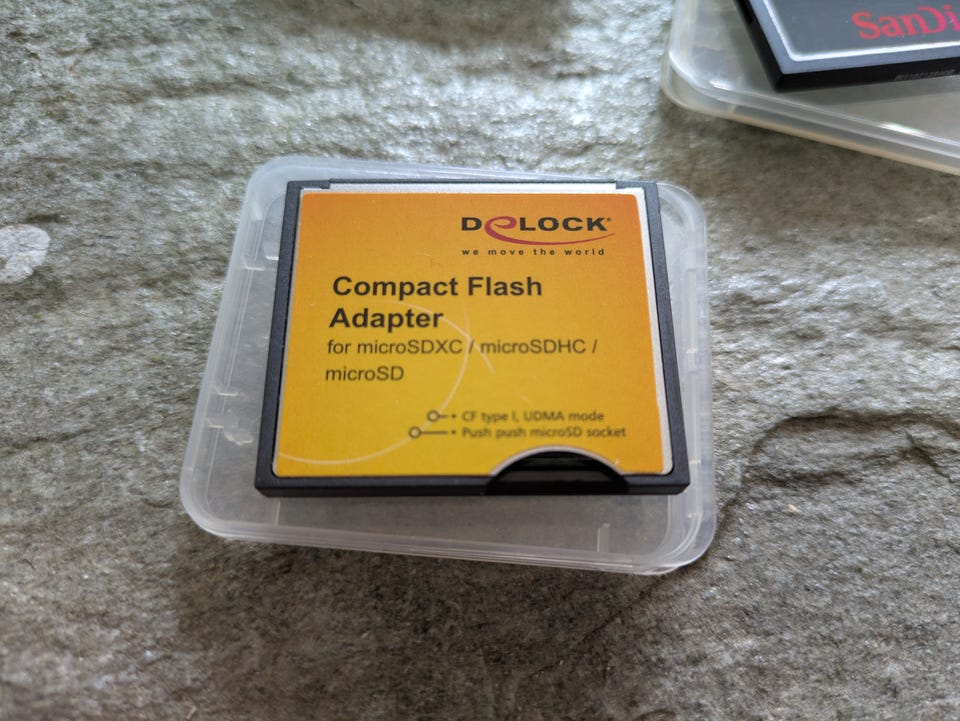 SanDi
DeLOCK®
we move the world
Compact Flash
Adapter
for microSDXC / microSDHC /
microSD
• CF type I, UDMA mode
• Push push microSD socket